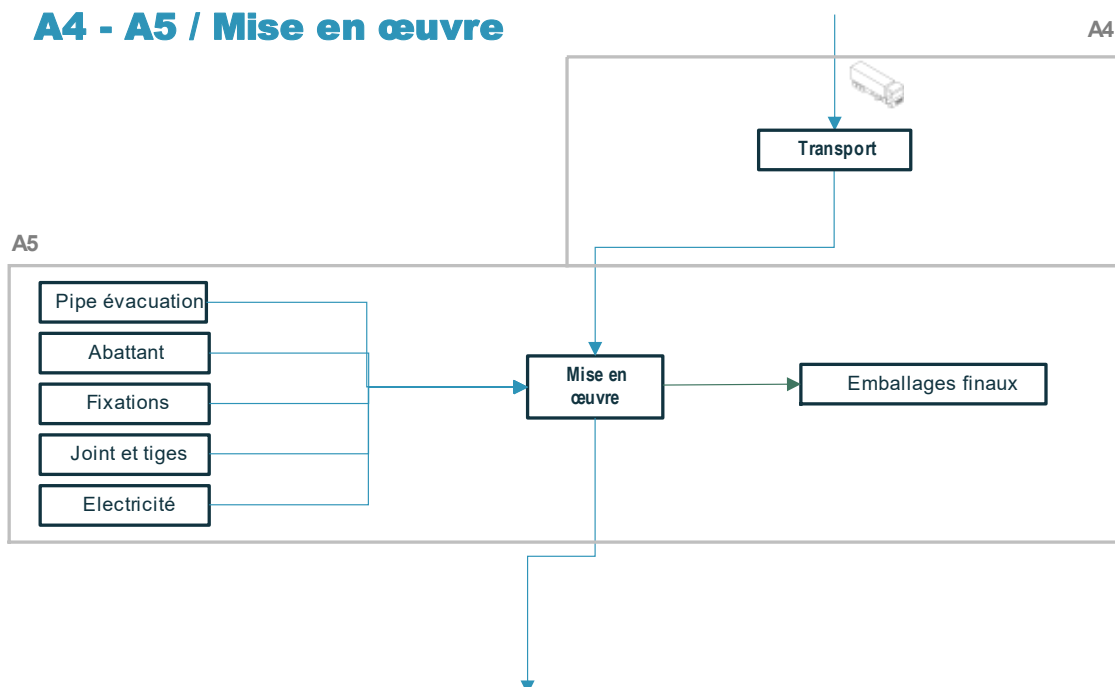 A4 - A5 / Mise en œuvre
A4
Transport
A5
Pipe évacuation
Abattant
Fixations
Joint et tiges
Electricité
Mise en
œuvre
Emballages finaux